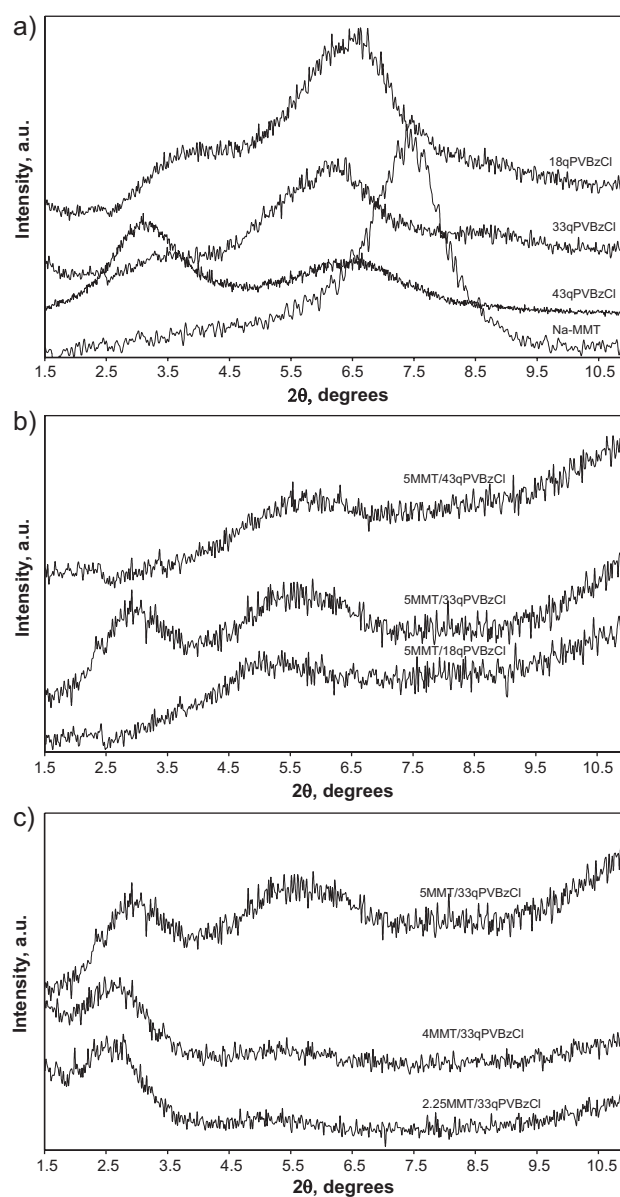 a)
Intensity, a.u.
18qPVBzCl
33qPVBzCl
43qPVBzCl
Na-MMT
1.5 2.5 3.5 4.5 5.5 6.5 7.5 8.5 9.5 10.5
2θ, degrees
b)
Intensity, a.u.
5MMT/43qPVBzCl
5MMT/33qPVBzCl
5MMT/18qPVBzCl
1.5 2.5 3.5 4.5 5.5 6.5 7.5 8.5 9.5 10.5
2θ, degrees
c)
Intensity, a.u.
5MMT/33qPVBzCl
4MMT/33qPVBzCl
2.25MMT/33qPVBzCl
1.5 2.5 3.5 4.5 5.5 6.5 7.5 8.5 9.5 10.5
2θ, degrees